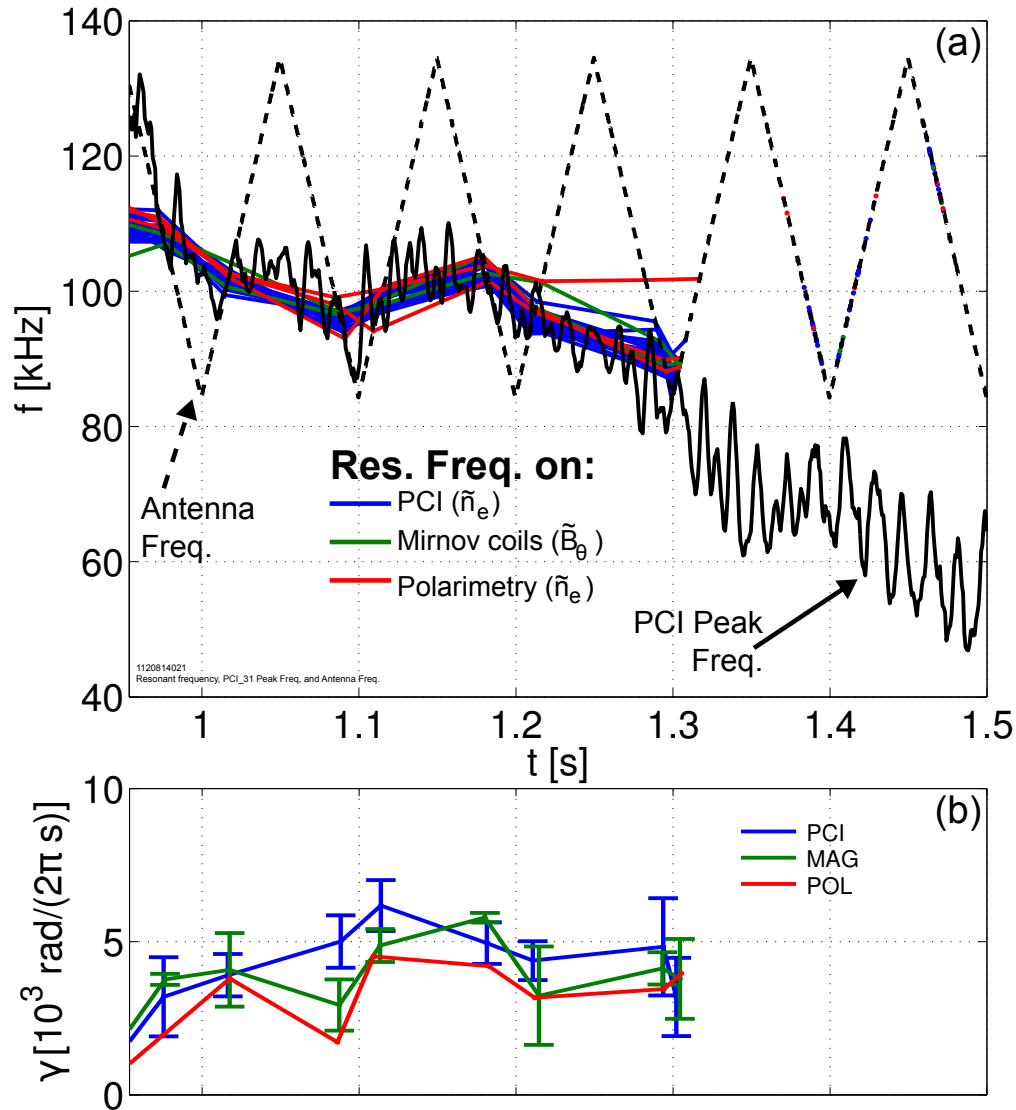 (a)
140
120
100
80
60
40
f [kHz]
Res. Freq. on:
PCI (ñₑ)
Mirnov coils (B̃_θ)
Polarimetry (ñₑ)
Antenna
Freq.
PCI Peak
Freq.
1120814021
Resonant frequency, PCI_31 Peak Freq, and Antenna Freq.
1 1.1 1.2 1.3 1.4 1.5
t [s]
(b)
10
5
0
γ [10³ rad/(2π s)]
PCI
MAG
POL